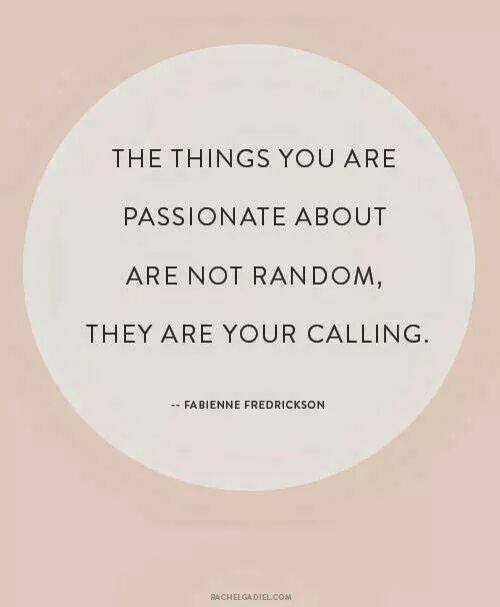 THE THINGS YOU ARE
PASSIONATE ABOUT
ARE NOT RANDOM,
THEY ARE YOUR CALLING.
-- FABIENNE FREDRICKSON
RACHELGADIEL.COM